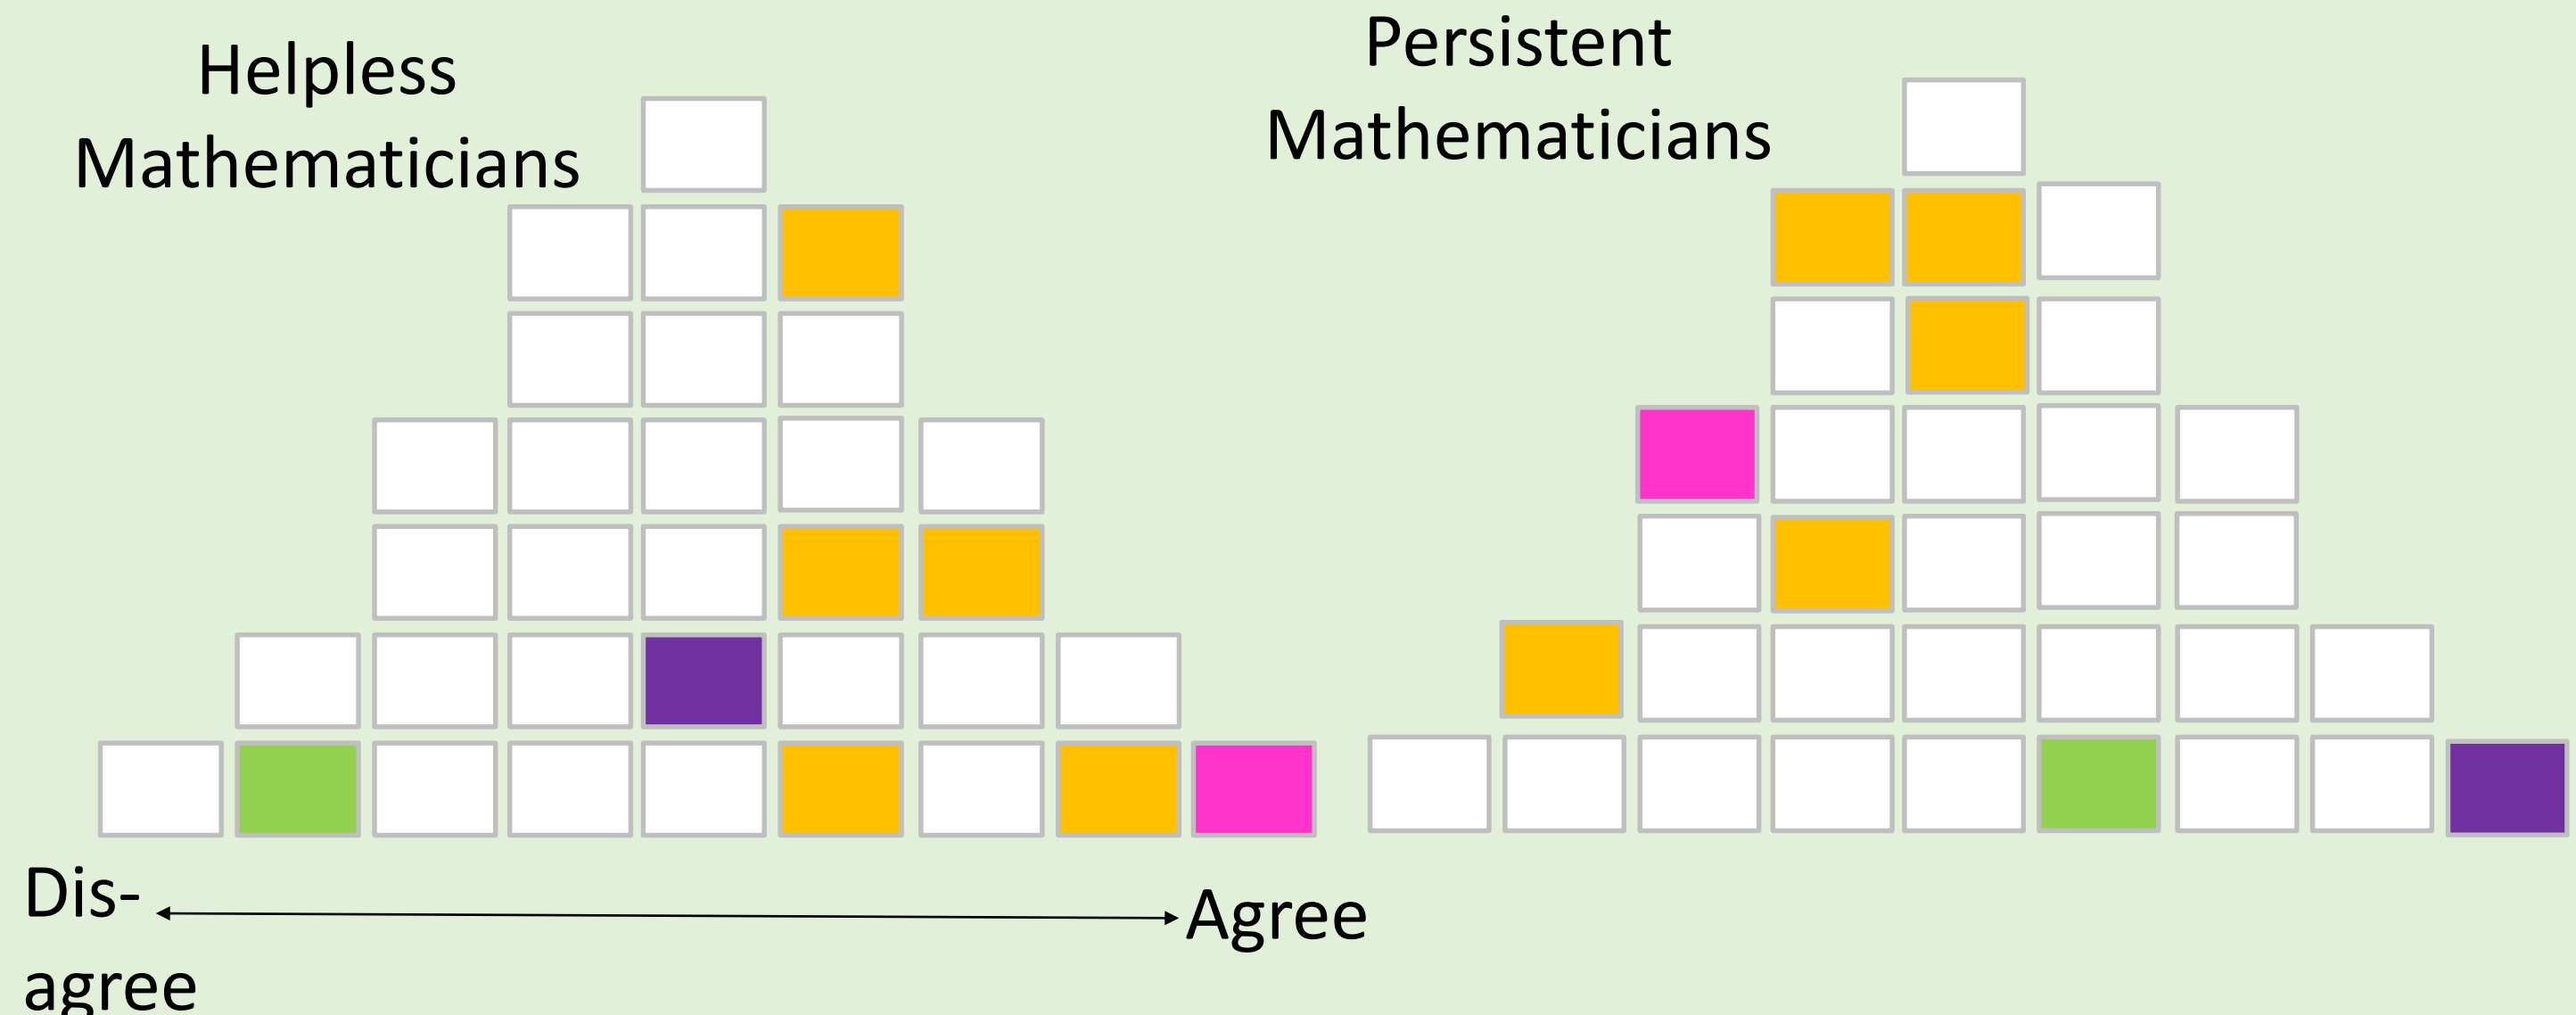 Helpless
Mathematicians
Persistent
Mathematicians
Dis-
agree
Agree